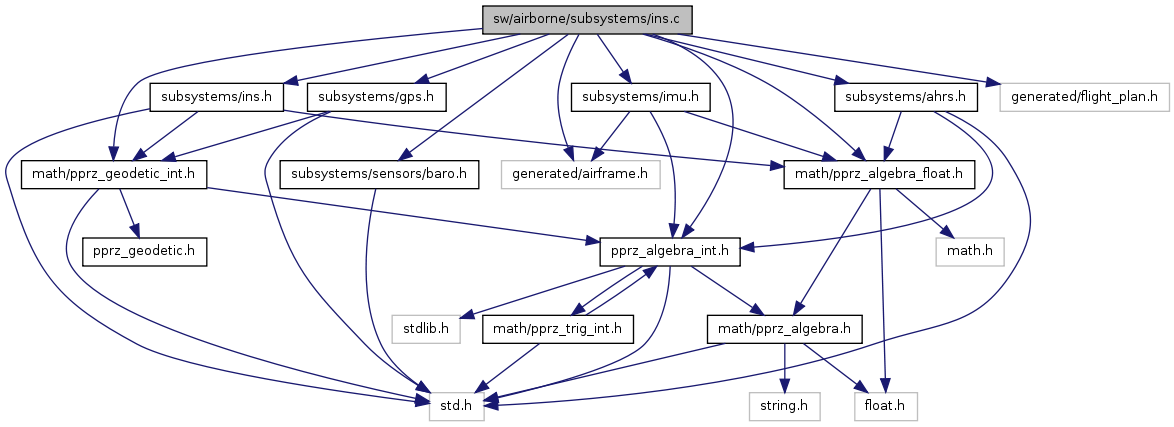 sw/airborne/subsystems/ins.c
subsystems/ins.h
subsystems/gps.h
subsystems/imu.h
subsystems/ahrs.h
generated/flight_plan.h
math/pprz_geodetic_int.h
subsystems/sensors/baro.h
generated/airframe.h
math/pprz_algebra_float.h
pprz_geodetic.h
pprz_algebra_int.h
math.h
stdlib.h
math/pprz_trig_int.h
math/pprz_algebra.h
std.h
string.h
float.h